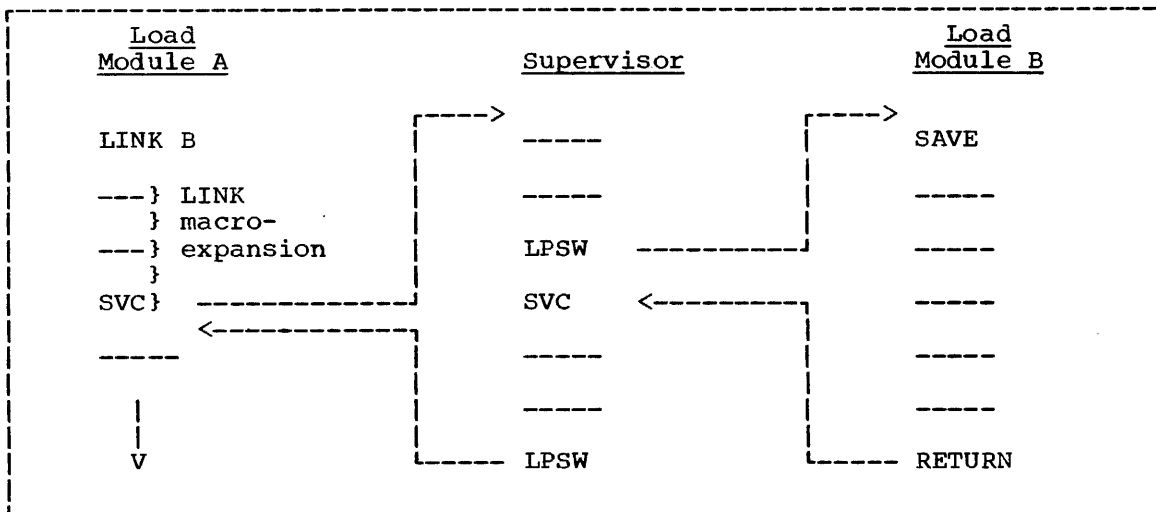 Load Load
Module A Supervisor Module B
LINK B ----- SAVE
---} LINK ----- -----
} macro-
---} expansion LPSW -----
}
SVC} SVC -----
----- ----- -----
----- -----
V LPSW RETURN